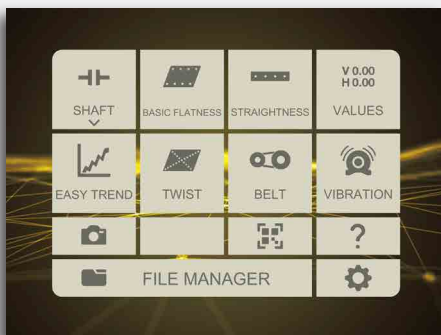 V 0.00
H 0.00
SHAFT
BASIC FLATNESS
STRAIGHTNESS
VALUES
EASY TREND
TWIST
BELT
VIBRATION
?
FILE MANAGER